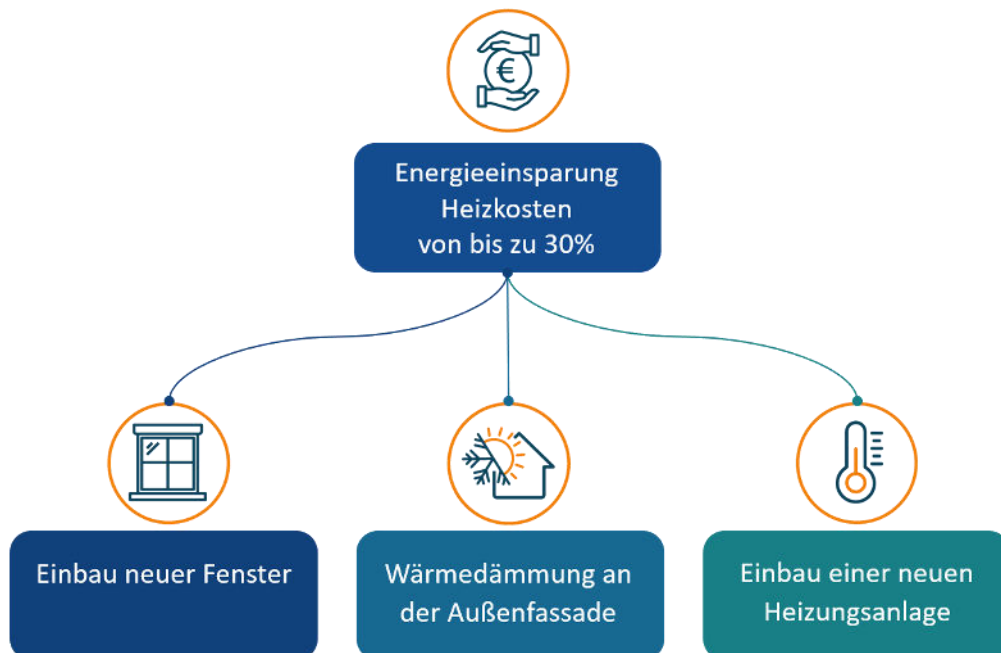 €
Energieeinsparung
Heizkosten
von bis zu 30%
Einbau neuer Fenster
Wärmedämmung an
der Außenfassade
Einbau einer neuen
Heizungsanlage